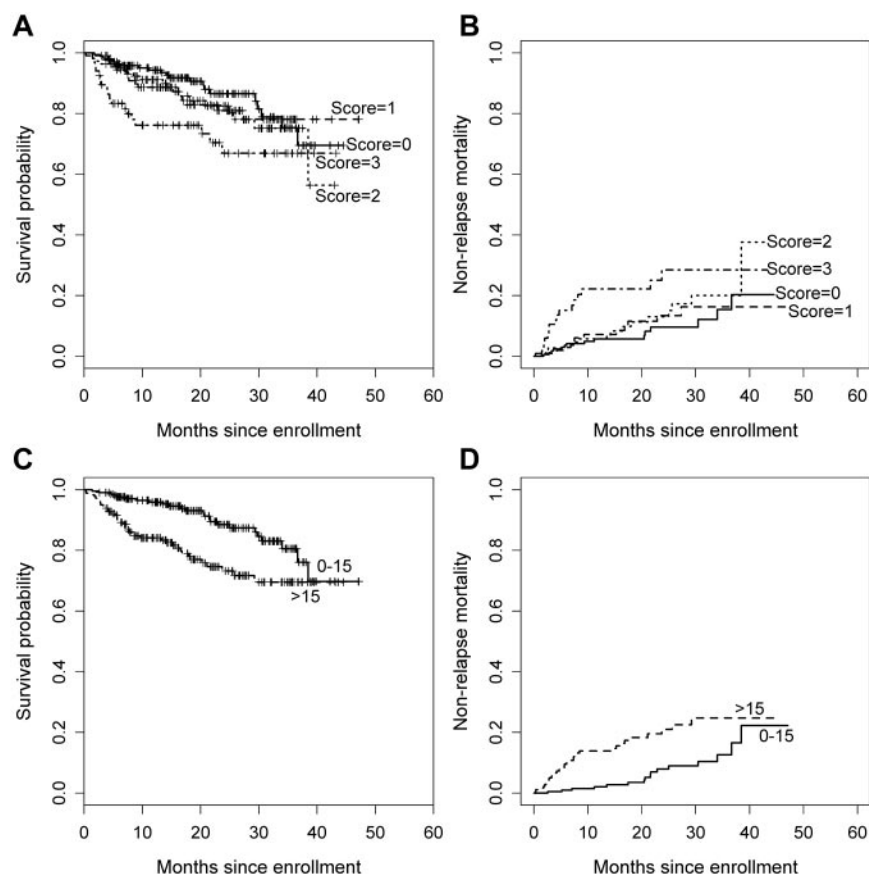 A
Survival probability
1.0
0.8
0.6
0.4
0.2
0.0
Score=1
Score=0
Score=3
Score=2
0 10 20 30 40 50 60
Months since enrollment
B
Non-relapse mortality
1.0
0.8
0.6
0.4
0.2
0.0
Score=2
Score=3
Score=0
Score=1
0 10 20 30 40 50 60
Months since enrollment
C
Survival probability
1.0
0.8
0.6
0.4
0.2
0.0
0-15
>15
0 10 20 30 40 50 60
Months since enrollment
D
Non-relapse mortality
1.0
0.8
0.6
0.4
0.2
0.0
>15
0-15
0 10 20 30 40 50 60
Months since enrollment